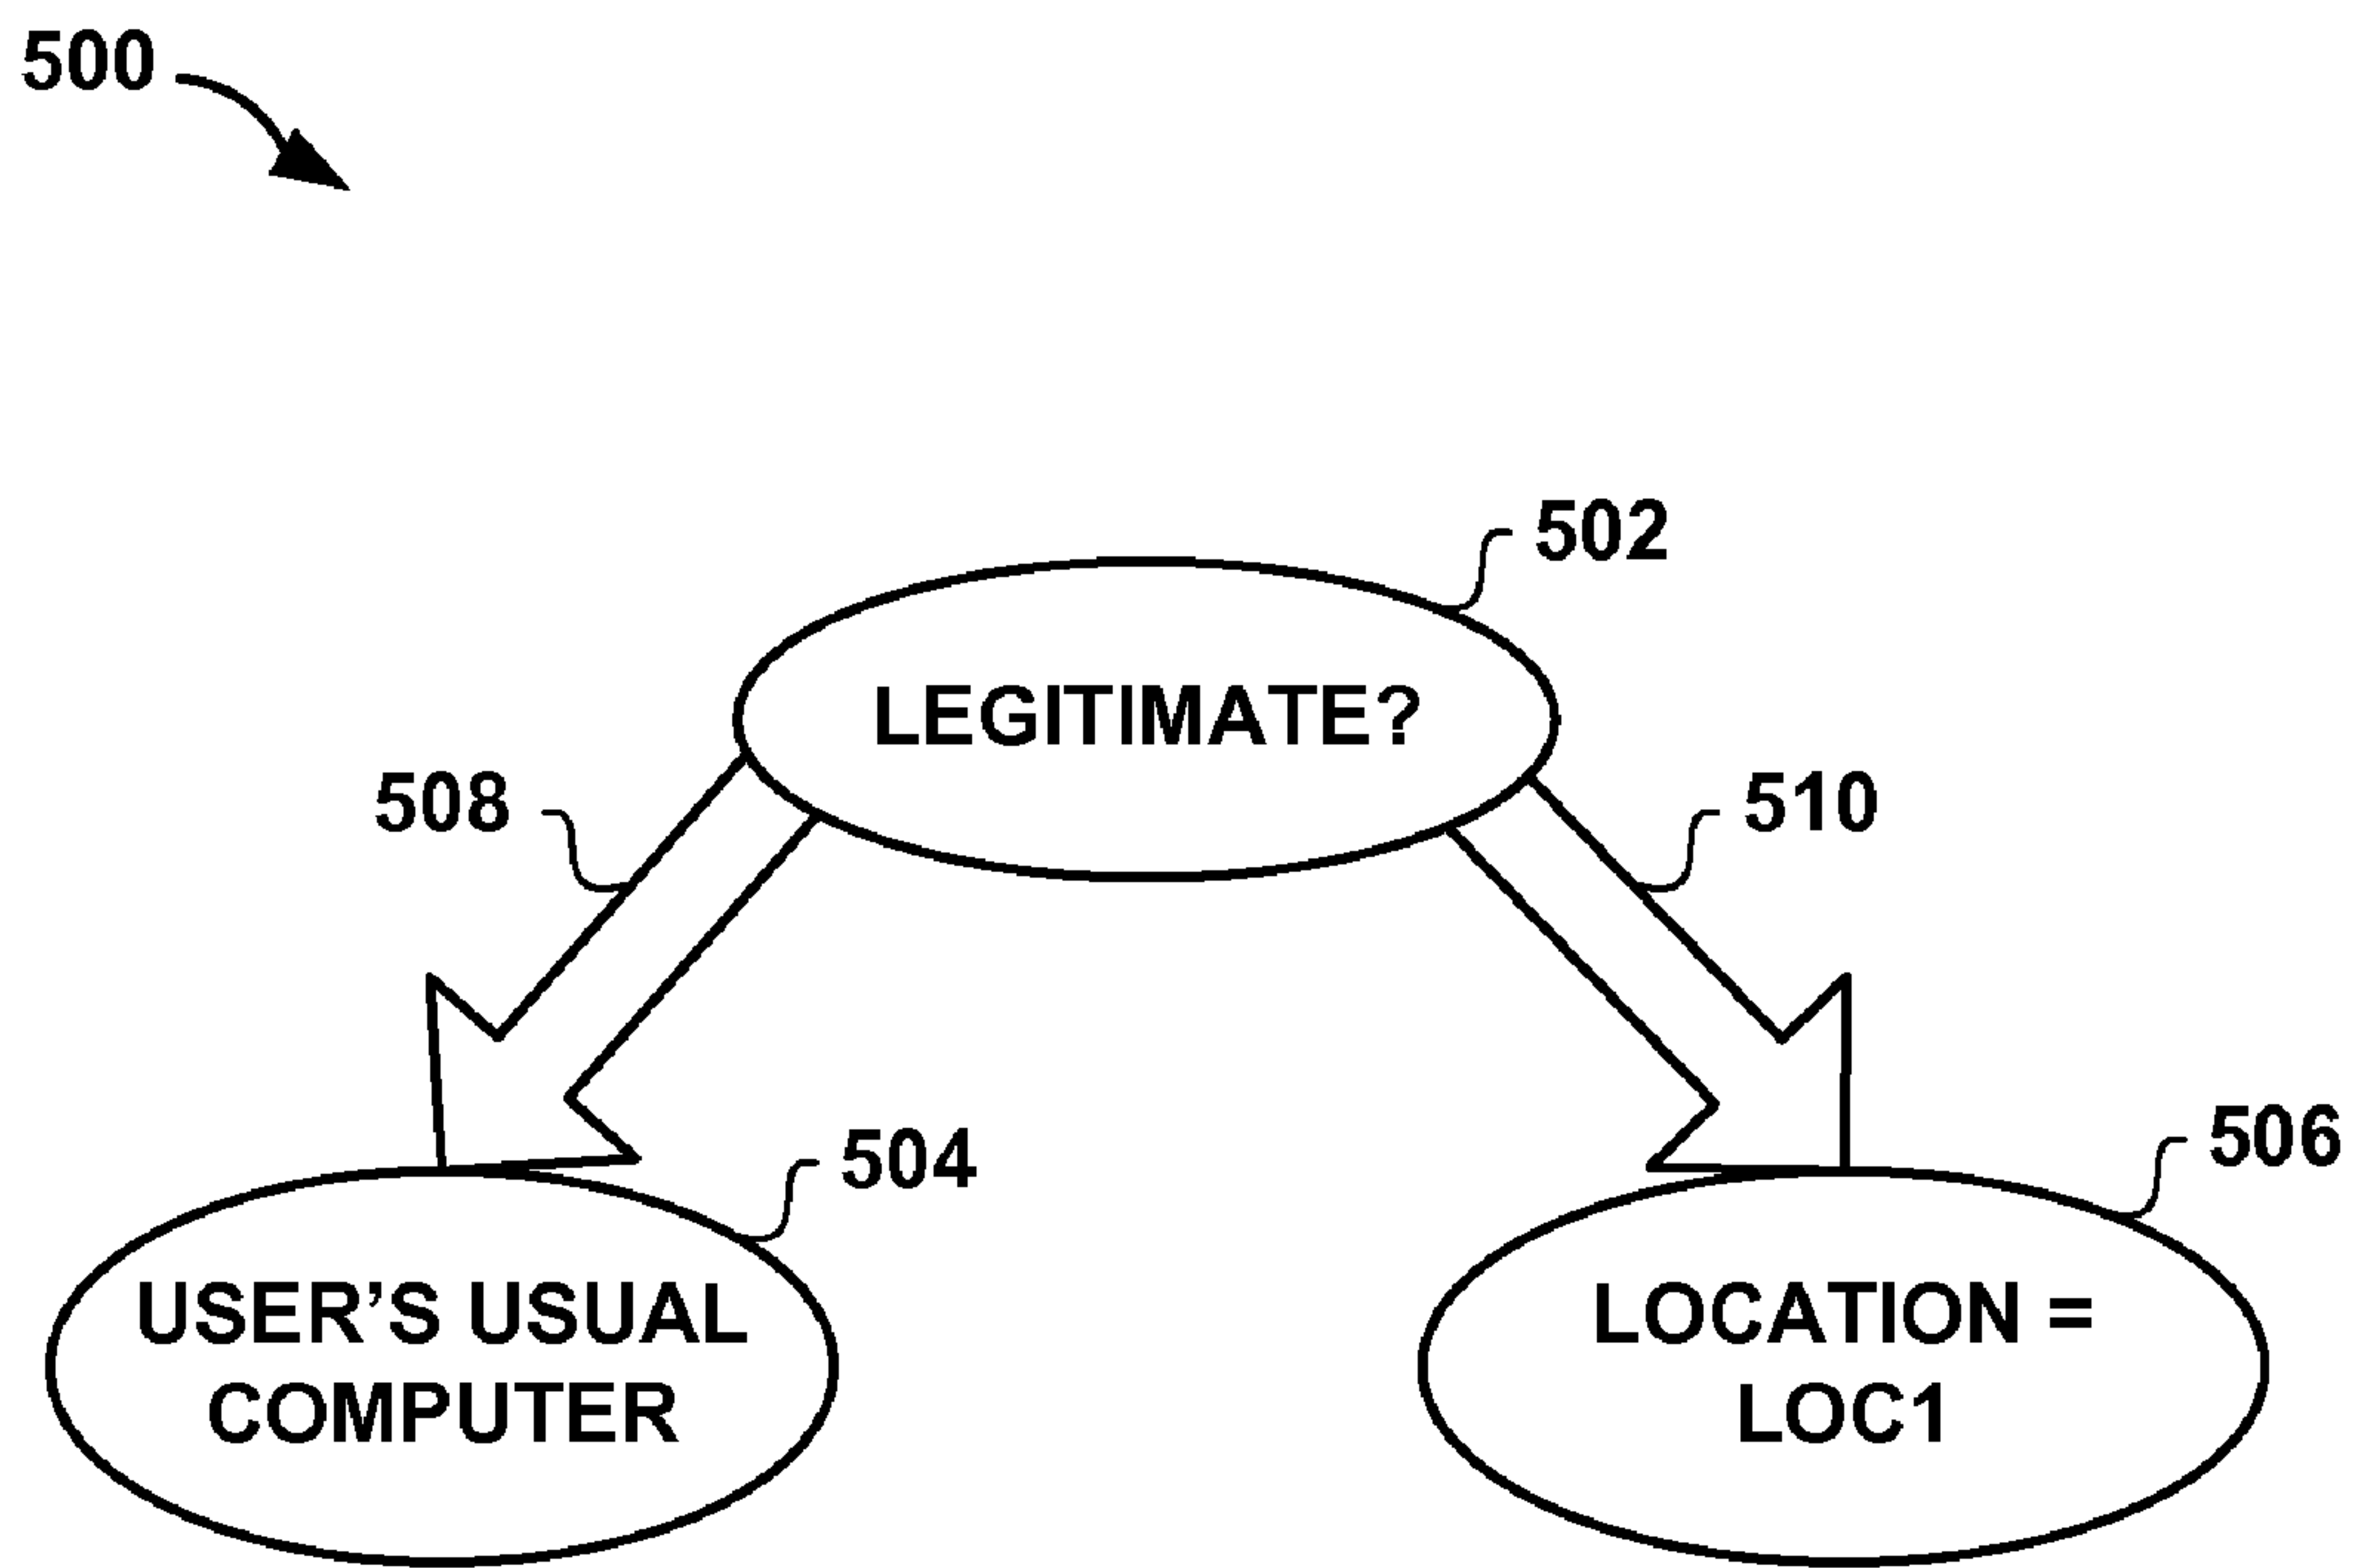 500
502
LEGITIMATE?
508
510
504
506
USER'S USUAL
COMPUTER
LOCATION =
LOC1